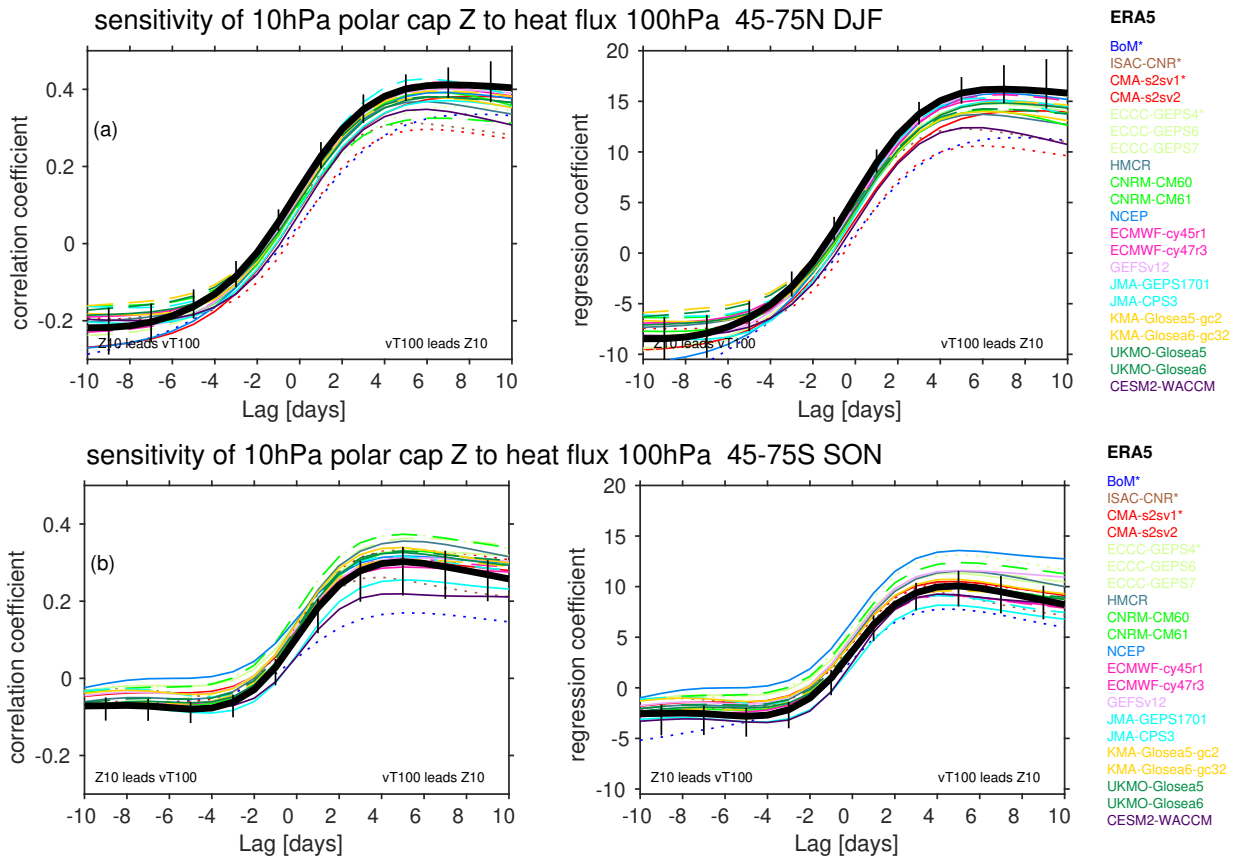 sensitivity of 10hPa polar cap Z to heat flux 100hPa 45-75N DJF
(a)
correlation coefficient
0.4
0.2
0
-0.2
Z10 leads vT100
vT100 leads Z10
-10 -8 -6 -4 -2 0 2 4 6 8 10
Lag [days]
regression coefficient
20
15
10
5
0
-5
-10
Z10 leads vT100
vT100 leads Z10
-10 -8 -6 -4 -2 0 2 4 6 8 10
Lag [days]
ERA5
BoM*
ISAC-CNR*
CMA-s2sv1*
CMA-s2sv2
ECCC-GEPS4*
ECCC-GEPS6
ECCC-GEPS7
HMCR
CNRM-CM60
CNRM-CM61
NCEP
ECMWF-cy45r1
ECMWF-cy47r3
GEFSv12
JMA-GEPS1701
JMA-CPS3
KMA-Glosea5-gc2
KMA-Glosea6-gc32
UKMO-Glosea5
UKMO-Glosea6
CESM2-WACCM
sensitivity of 10hPa polar cap Z to heat flux 100hPa 45-75S SON
(b)
correlation coefficient
0.4
0.2
0
-0.2
Z10 leads vT100
vT100 leads Z10
-10 -8 -6 -4 -2 0 2 4 6 8 10
Lag [days]
regression coefficient
20
15
10
5
0
-5
-10
Z10 leads vT100
vT100 leads Z10
-10 -8 -6 -4 -2 0 2 4 6 8 10
Lag [days]
ERA5
BoM*
ISAC-CNR*
CMA-s2sv1*
CMA-s2sv2
ECCC-GEPS4*
ECCC-GEPS6
ECCC-GEPS7
HMCR
CNRM-CM60
CNRM-CM61
NCEP
ECMWF-cy45r1
ECMWF-cy47r3
GEFSv12
JMA-GEPS1701
JMA-CPS3
KMA-Glosea5-gc2
KMA-Glosea6-gc32
UKMO-Glosea5
UKMO-Glosea6
CESM2-WACCM